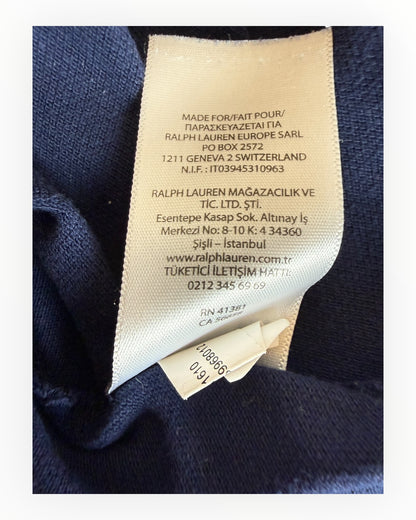 MADE FOR/FAIT POUR/
ΠΑΡΑΣΚΕΥΑΖΕΤΑΙ ΓΙΑ
RALPH LAUREN EUROPE SARL
PO BOX 2572
1211 GENEVA 2 SWITZERLAND
N.I.F. : IT03945310963
RALPH LAUREN MAĞAZACILIK VE
TİC. LTD. ŞTİ.
Esentepe Kasap Sok. Altınay İş
Merkezi No: 8-10 K: 4 34360
Şişli - İstanbul
www.ralphlauren.com.tr
TÜKETİCİ İLETİŞİM HATTI:
0212 345 69 69
RN 41381
CA
1610